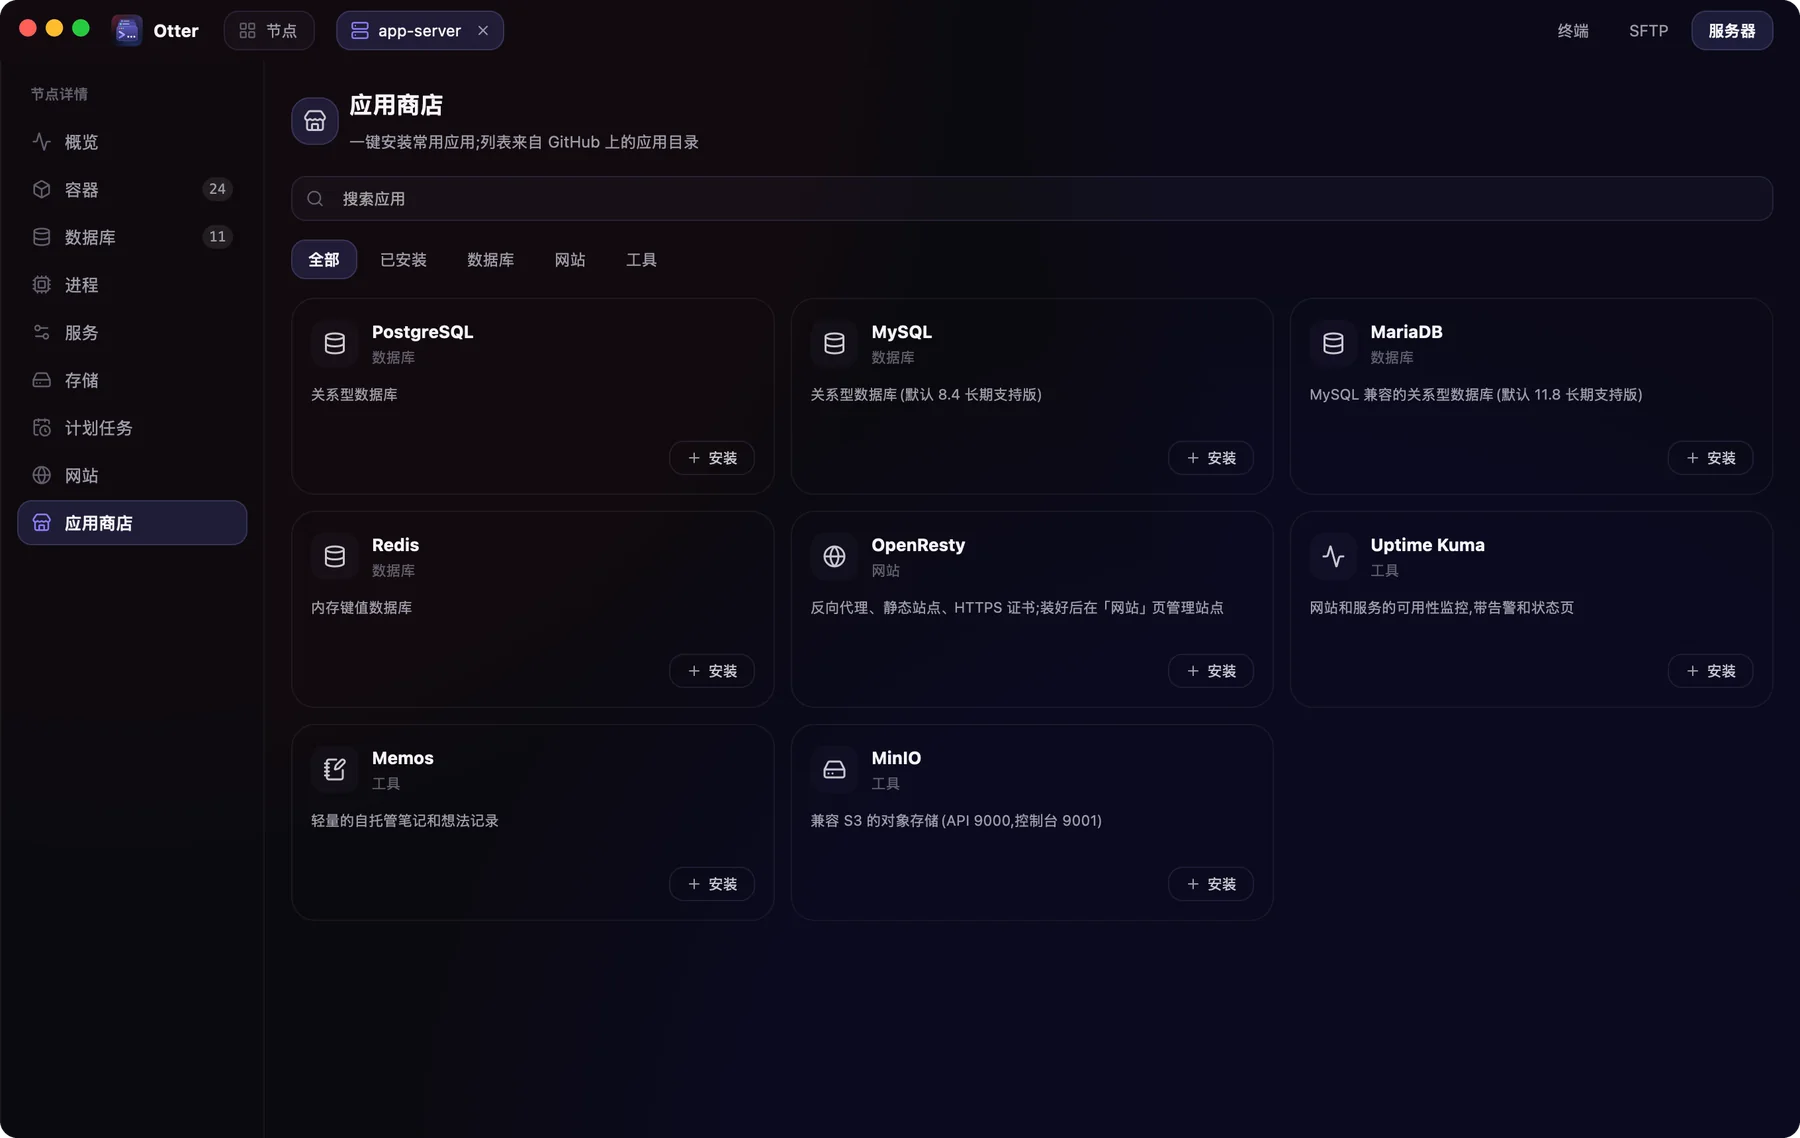 Otter
节点
app-server
终端
SFTP
服务器
节点详情
概览
容器
24
数据库
11
进程
服务
存储
计划任务
网站
应用商店
应用商店
一键安装常用应用;列表来自 GitHub 上的应用目录
搜索应用
全部
已安装
数据库
网站
工具
PostgreSQL
数据库
关系型数据库
安装
MySQL
数据库
关系型数据库(默认 8.4 长期支持版)
安装
MariaDB
数据库
MySQL 兼容的关系型数据库(默认 11.8 长期支持版)
安装
Redis
数据库
内存键值数据库
安装
OpenResty
网站
反向代理、静态站点、HTTPS 证书;装好后在「网站」页管理站点
安装
Uptime Kuma
工具
网站和服务的可用性监控,带告警和状态页
安装
Memos
工具
轻量的自托管笔记和想法记录
安装
MinIO
工具
兼容 S3 的对象存储(API 9000,控制台 9001)
安装